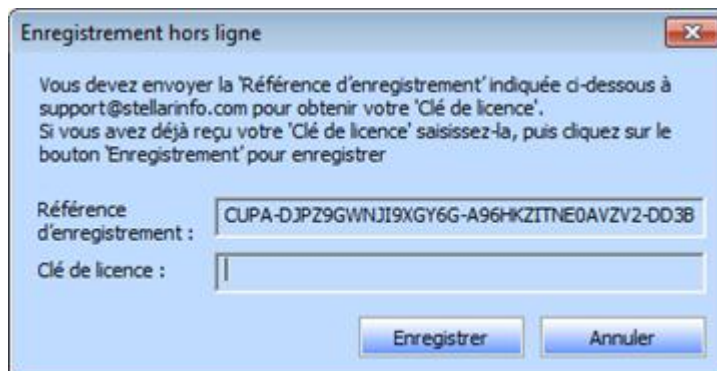 Enregistrement hors ligne
Vous devez envoyer la 'Référence d'enregistrement' indiquée ci-dessous à
support@stellarinfo.com pour obtenir votre 'Clé de licence'.
Si vous avez déjà reçu votre 'Clé de licence' saisissez-la, puis cliquez sur le
bouton 'Enregistrement' pour enregistrer
Référence
d'enregistrement :
CUPA-DJPZ9GWNJI9XGY6G-A96HKZITNE0AVZV2-DD3B
Clé de licence :
Enregistrer
Annuler